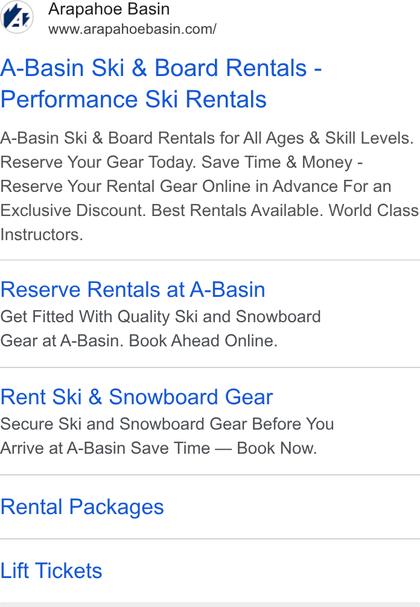 Arapahoe Basin
www.arapahoebasin.com/
A-Basin Ski & Board Rentals -
Performance Ski Rentals
A-Basin Ski & Board Rentals for All Ages & Skill Levels.
Reserve Your Gear Today. Save Time & Money -
Reserve Your Rental Gear Online in Advance For an
Exclusive Discount. Best Rentals Available. World Class
Instructors.
Reserve Rentals at A-Basin
Get Fitted With Quality Ski and Snowboard
Gear at A-Basin. Book Ahead Online.
Rent Ski & Snowboard Gear
Secure Ski and Snowboard Gear Before You
Arrive at A-Basin Save Time — Book Now.
Rental Packages
Lift Tickets